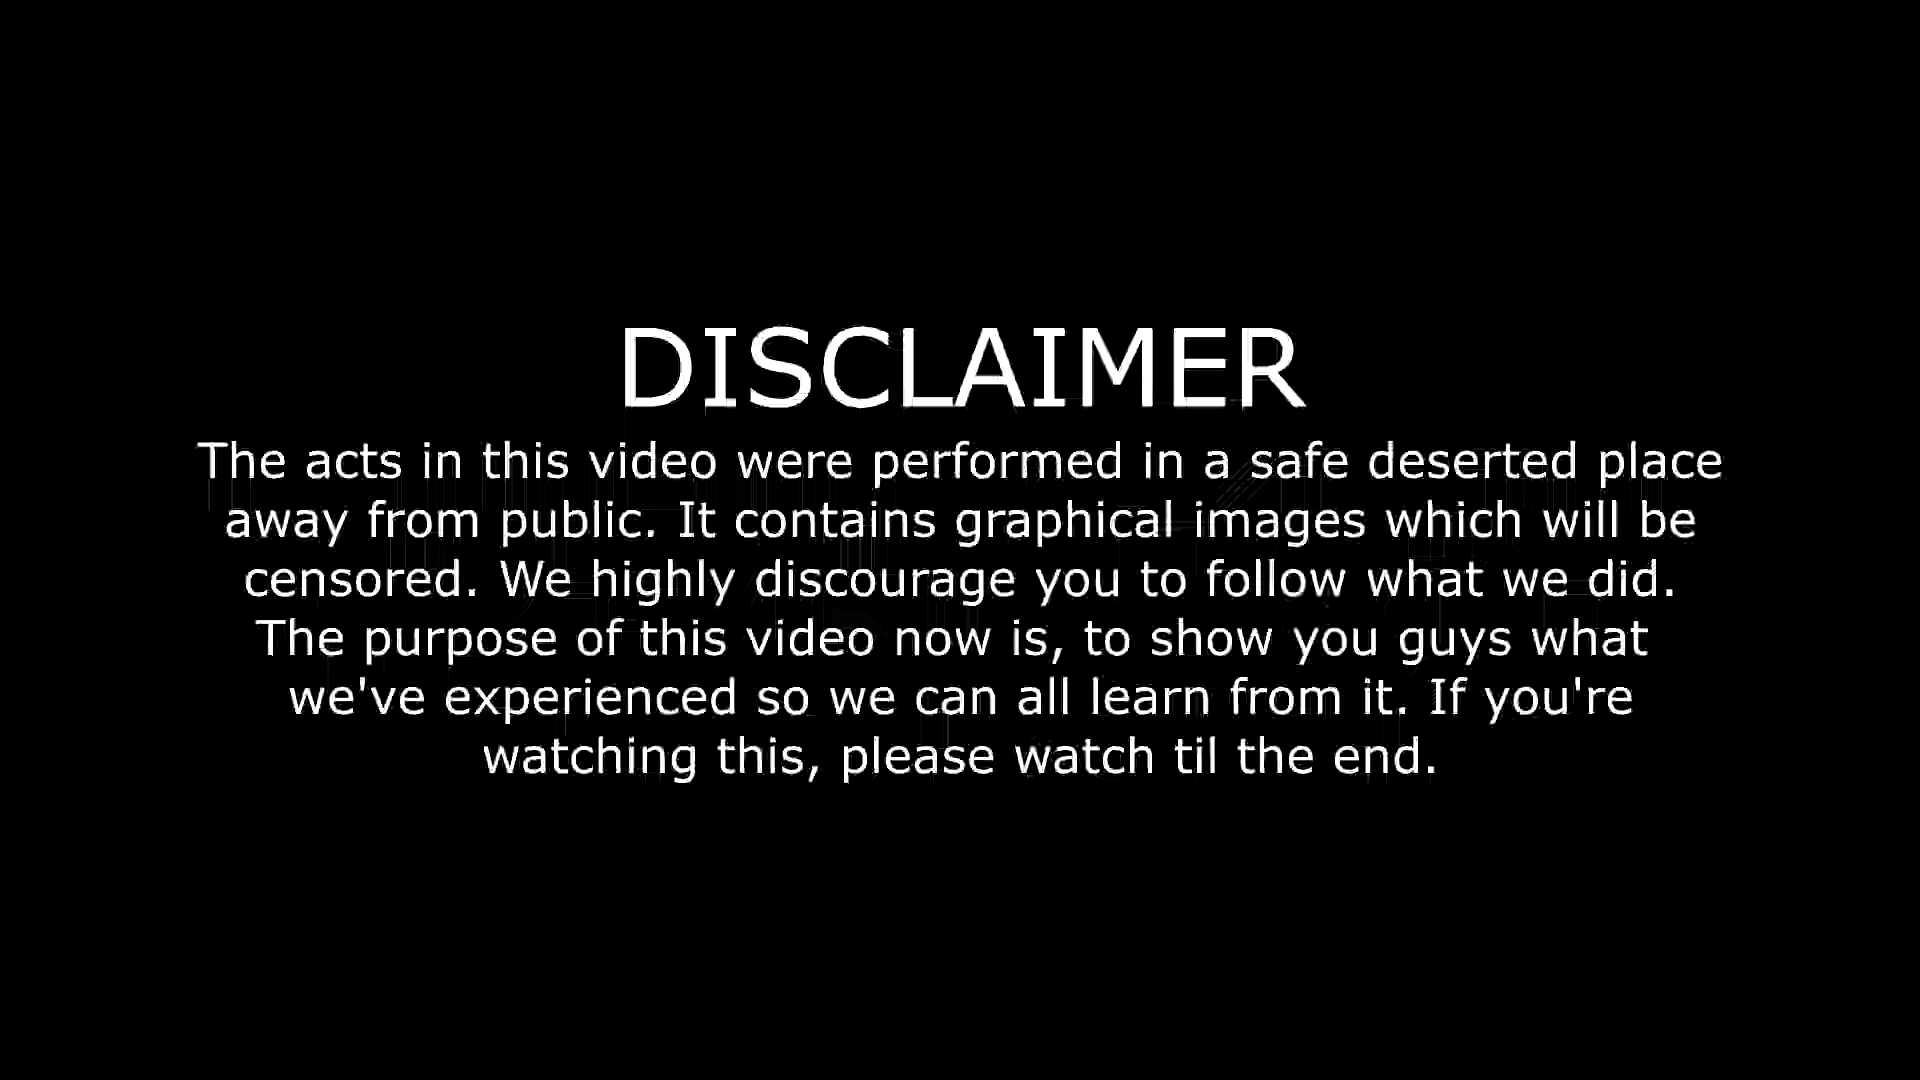 DISCLAIMER
The acts in this video were performed in a safe deserted place
away from public. It contains graphical images which will be
censored. We highly discourage you to follow what we did.
The purpose of this video now is, to show you guys what
we've experienced so we can all learn from it. If you're
watching this, please watch til the end.